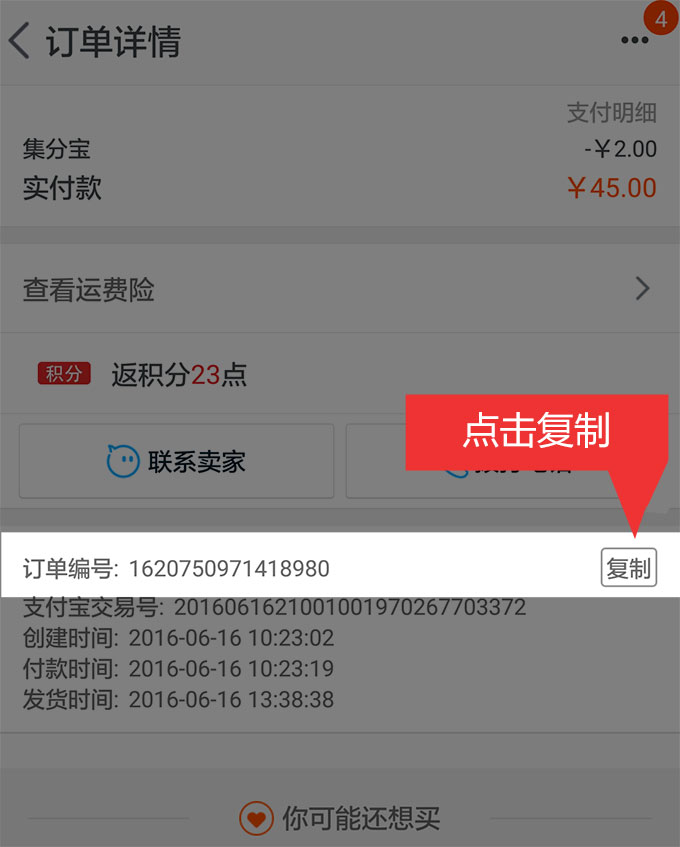 订单详情
4
支付明细
集分宝 -￥2.00
实付款 ￥45.00
查看运费险
积分 返积分23点
点击复制
联系卖家
订单编号: 1620750971418980 复制
支付宝交易号: 2016061621001001970267703372
创建时间: 2016-06-16 10:23:02
付款时间: 2016-06-16 10:23:19
发货时间: 2016-06-16 13:38:38
你可能还想买